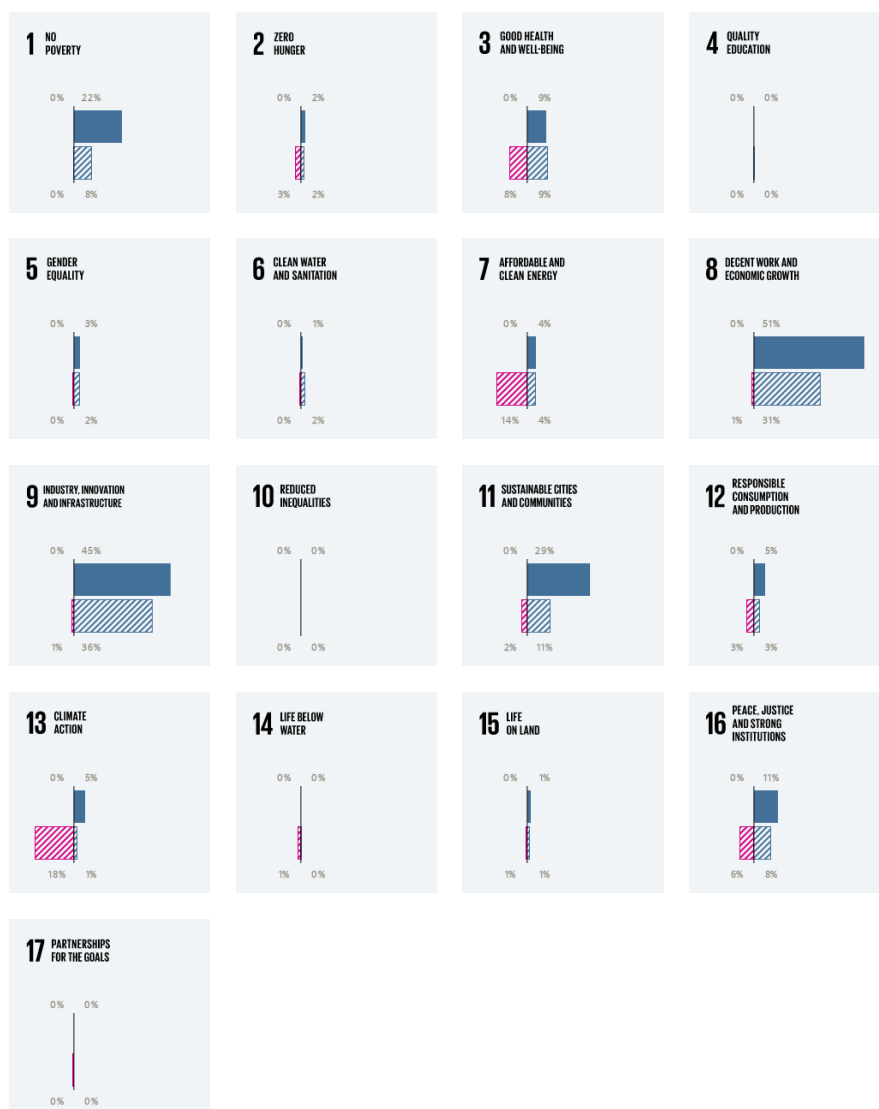 1 NO
POVERTY
0% 22%
0% 8%
2 ZERO
HUNGER
0% 2%
3% 2%
3 GOOD HEALTH
AND WELL-BEING
0% 9%
8% 9%
4 QUALITY
EDUCATION
0% 0%
0% 0%
5 GENDER
EQUALITY
0% 3%
0% 2%
6 CLEAN WATER
AND SANITATION
0% 1%
0% 2%
7 AFFORDABLE AND
CLEAN ENERGY
0% 4%
14% 4%
8 DECENT WORK AND
ECONOMIC GROWTH
0% 51%
1% 31%
9 INDUSTRY, INNOVATION
AND INFRASTRUCTURE
0% 45%
1% 36%
10 REDUCED
INEQUALITIES
0% 0%
0% 0%
11 SUSTAINABLE CITIES
AND COMMUNITIES
0% 29%
2% 11%
12 RESPONSIBLE
CONSUMPTION
AND PRODUCTION
0% 5%
3% 3%
13 CLIMATE
ACTION
0% 5%
18% 1%
14 LIFE BELOW
WATER
0% 0%
1% 0%
15 LIFE
ON LAND
0% 1%
1% 1%
16 PEACE, JUSTICE
AND STRONG
INSTITUTIONS
0% 11%
6% 8%
17 PARTNERSHIPS
FOR THE GOALS
0% 0%
0% 0%